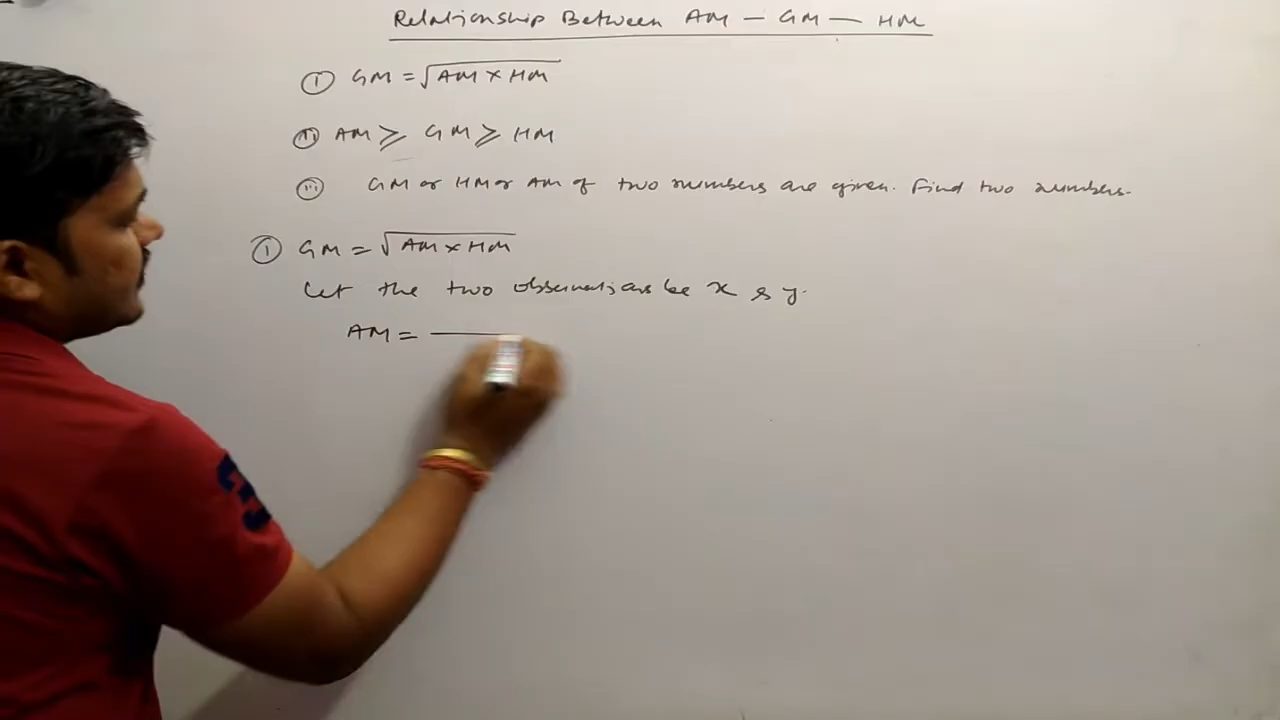 Relationship Between AM — GM — HM
① GM = √AM × HM
② AM ⩾ GM ⩾ HM
③ GM or HM or AM of two numbers are given. Find two numbers.
① GM = √AM × HM
Let the two observations be x & y.
AM =
3